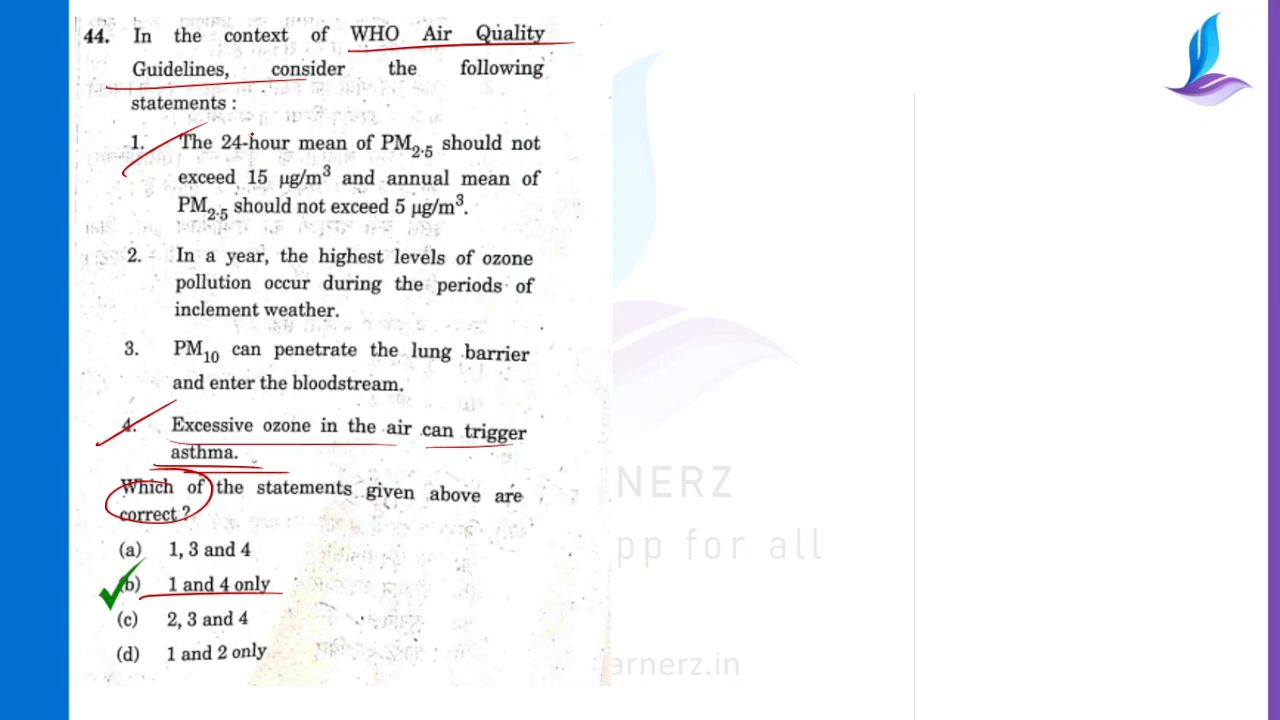 44. In the context of WHO Air Quality
Guidelines, consider the following
statements :
1. The 24-hour mean of PM2.5 should not
exceed 15 µg/m³ and annual mean of
PM2.5 should not exceed 5 µg/m³.
2. In a year, the highest levels of ozone
pollution occur during the periods of
inclement weather.
3. PM10 can penetrate the lung barrier
and enter the bloodstream.
4. Excessive ozone in the air can trigger
asthma.
Which of the statements given above are
correct ?
(a) 1, 3 and 4
(b) 1 and 4 only
(c) 2, 3 and 4
(d) 1 and 2 only
NERZ
pp for all
arnerz.in